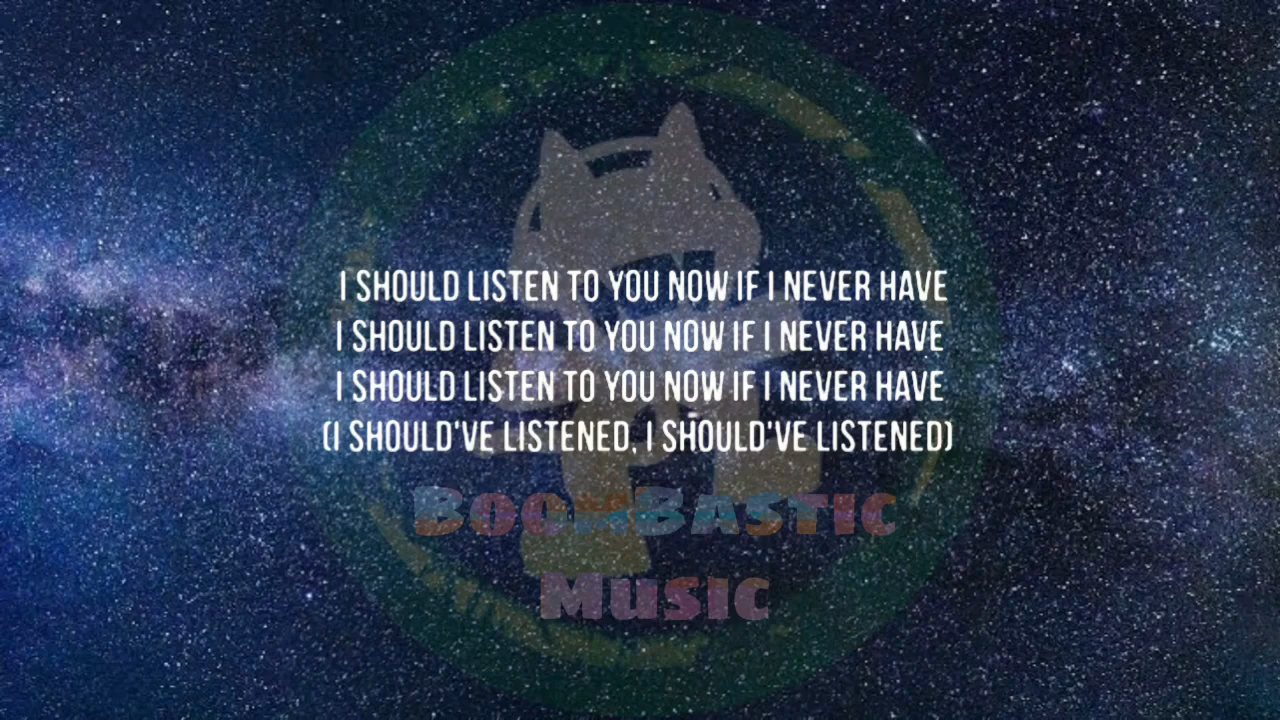 I SHOULD LISTEN TO YOU NOW IF I NEVER HAVE
I SHOULD LISTEN TO YOU NOW IF I NEVER HAVE
I SHOULD LISTEN TO YOU NOW IF I NEVER HAVE
(I SHOULD'VE LISTENED, I SHOULD'VE LISTENED)
BOOMBASTIC
MUSIC